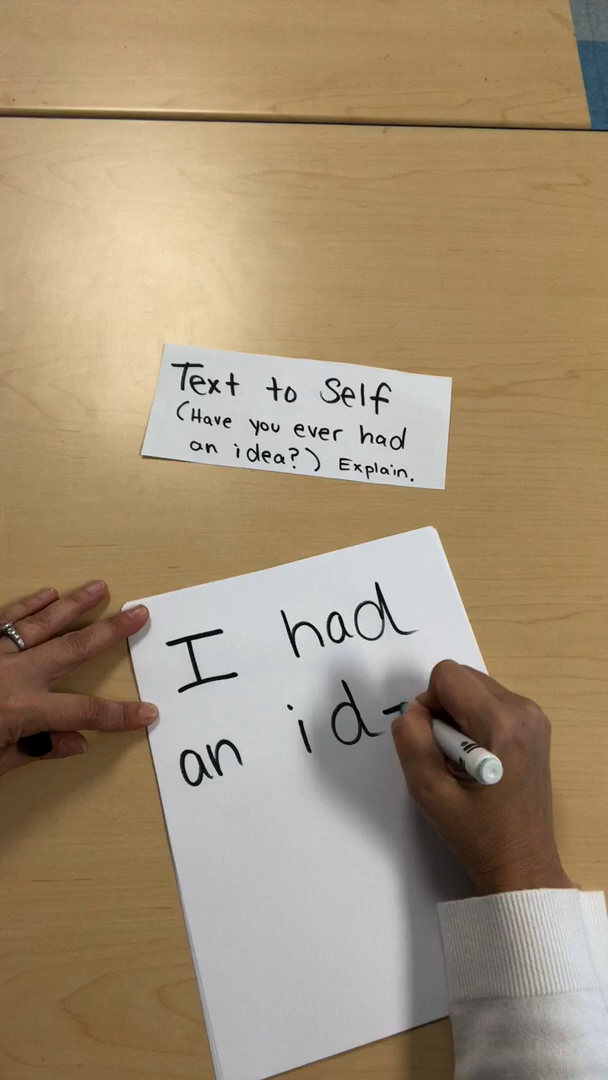 Text to Self
(Have you ever had
an idea?) Explain.
I had
an id-